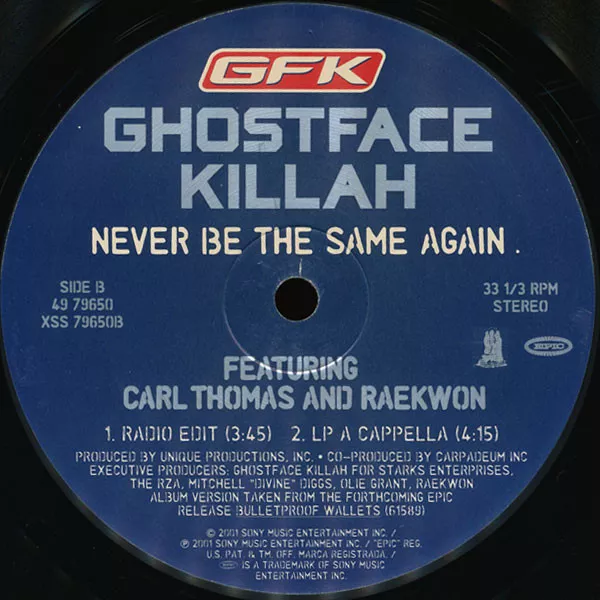 GFK
GHOSTFACE
KILLAH
NEVER BE THE SAME AGAIN .
SIDE B
49 79650
XSS 79650B
33 1/3 RPM
STEREO
EPIC
FEATURING
CARL THOMAS AND RAEKWON
1. RADIO EDIT (3:45) 2. LP A CAPPELLA (4:15)
PRODUCED BY UNIQUE PRODUCTIONS, INC. • CO-PRODUCED BY CARPADEUM INC
EXECUTIVE PRODUCERS: GHOSTFACE KILLAH FOR STARKS ENTERPRISES,
THE RZA, MITCHELL "DIVINE" DIGGS, OLIE GRANT, RAEKWON
ALBUM VERSION TAKEN FROM THE FORTHCOMING EPIC
RELEASE BULLETPROOF WALLETS (61589)
© 2001 SONY MUSIC ENTERTAINMENT INC. /
℗ 2001 SONY MUSIC ENTERTAINMENT INC. / "EPIC" REG.
U.S. PAT. & TM. OFF. MARCA REGISTRADA. /
EPIC IS A TRADEMARK OF SONY MUSIC
ENTERTAINMENT INC.